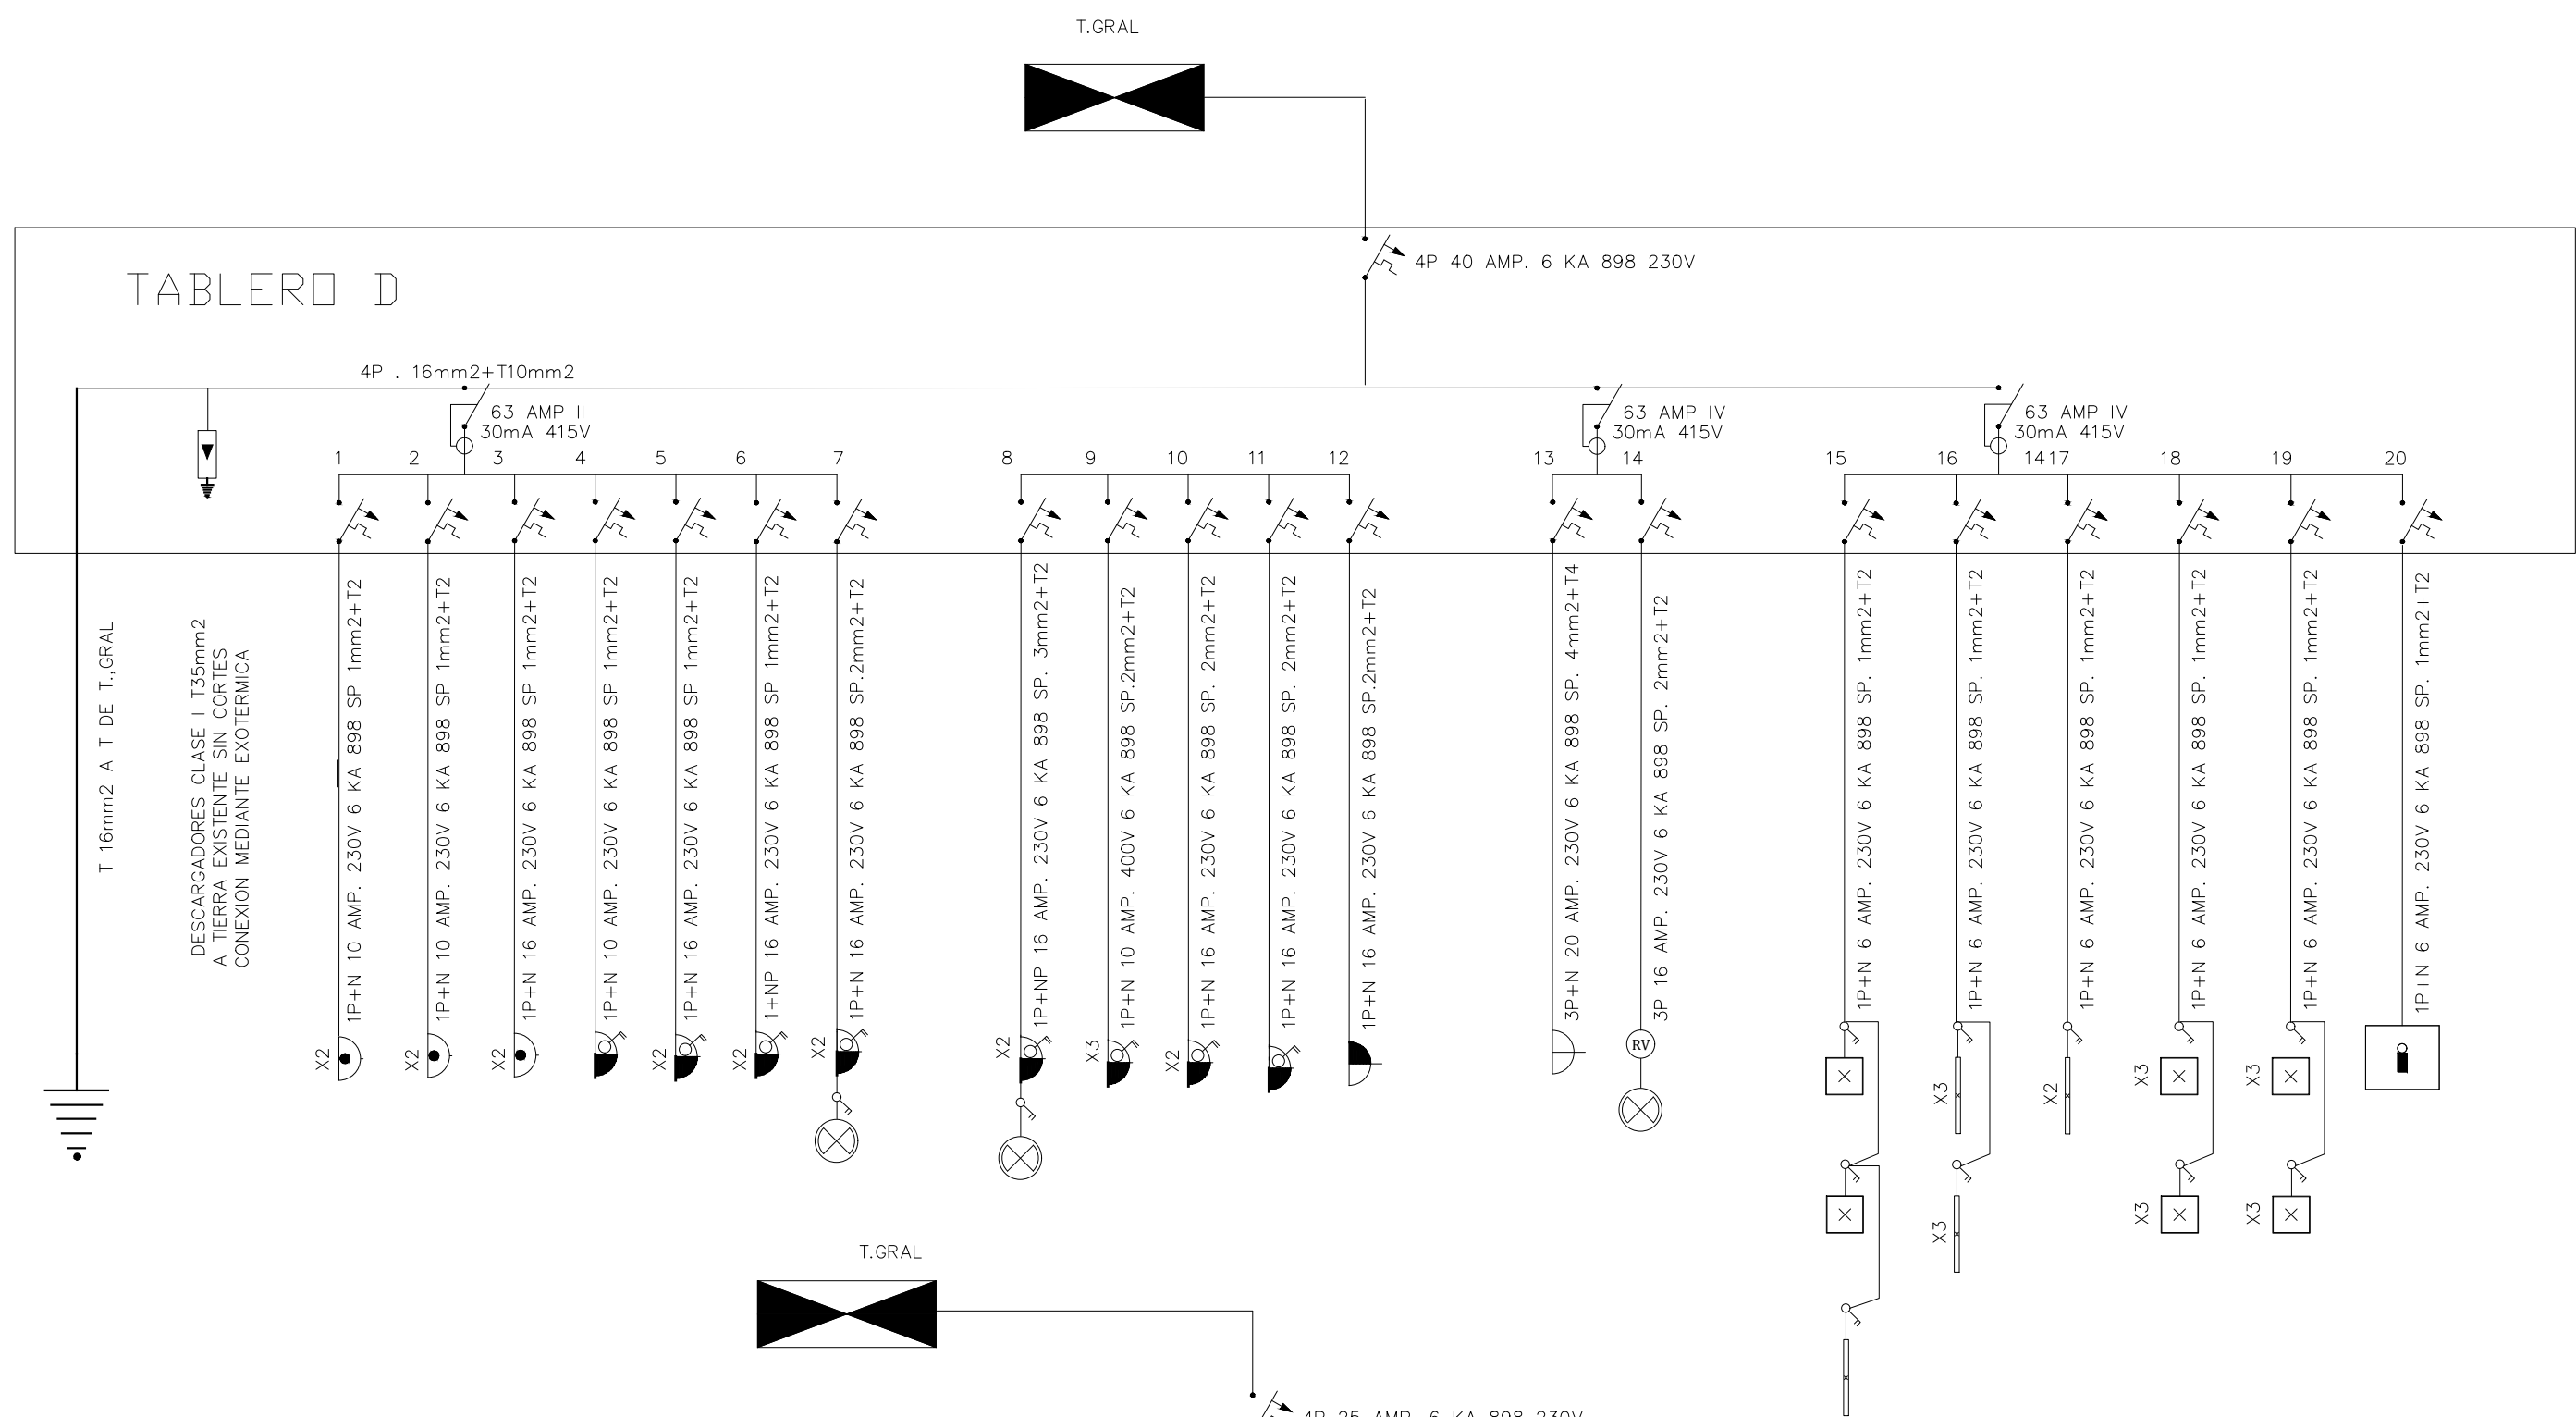 T.GRAL
4P 40 AMP. 6 KA 898 230V
TABLERO D
4P . 16mm2+T10mm2
63 AMP II
30mA 415V
63 AMP IV
30mA 415V
63 AMP IV
30mA 415V
1
2
3
4
5
6
7
8
9
10
11
12
13
14
15
16
1417
18
19
20
T 16mm2 A T DE T.,GRAL
DESCARGADORES CLASE I T35mm2
A TIERRA EXISTENTE SIN CORTES
CONEXION MEDIANTE EXOTERMICA
1P+N 10 AMP. 230V 6 KA 898 SP 1mm2+T2
1P+N 10 AMP. 230V 6 KA 898 SP 1mm2+T2
1P+N 16 AMP. 230V 6 KA 898 SP 1mm2+T2
1P+N 10 AMP. 230V 6 KA 898 SP 1mm2+T2
1P+N 16 AMP. 230V 6 KA 898 SP 1mm2+T2
1+NP 16 AMP. 230V 6 KA 898 SP 1mm2+T2
1P+N 16 AMP. 230V 6 KA 898 SP.2mm2+T2
1P+NP 16 AMP. 230V 6 KA 898 SP. 3mm2+T2
1P+N 10 AMP. 400V 6 KA 898 SP.2mm2+T2
1P+N 16 AMP. 230V 6 KA 898 SP. 2mm2+T2
1P+N 16 AMP. 230V 6 KA 898 SP. 2mm2+T2
1P+N 16 AMP. 230V 6 KA 898 SP.2mm2+T2
3P+N 20 AMP. 230V 6 KA 898 SP. 4mm2+T4
3P 16 AMP. 230V 6 KA 898 SP. 2mm2+T2
1P+N 6 AMP. 230V 6 KA 898 SP. 1mm2+T2
1P+N 6 AMP. 230V 6 KA 898 SP. 1mm2+T2
1P+N 6 AMP. 230V 6 KA 898 SP. 1mm2+T2
1P+N 6 AMP. 230V 6 KA 898 SP. 1mm2+T2
1P+N 6 AMP. 230V 6 KA 898 SP. 1mm2+T2
1P+N 6 AMP. 230V 6 KA 898 SP. 1mm2+T2
X2
X2
X2
X2
X2
X2
X2
X3
X2
RV
X3
X2
X3
X3
X3
X3
X3
T.GRAL
4P 25 AMP. 6 KA 898 230V